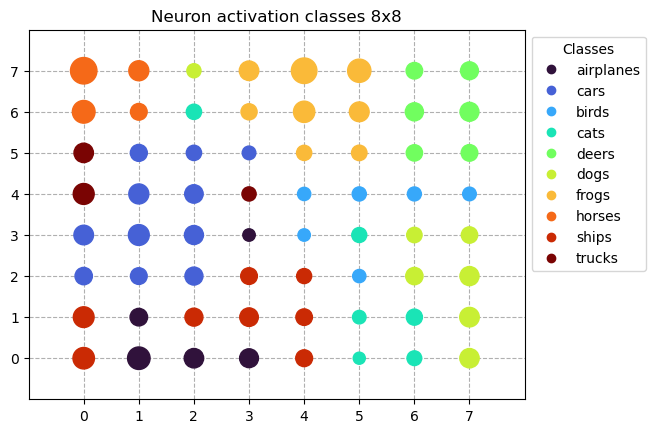 Neuron activation classes 8x8
7
6
5
4
3
2
1
0
0 1 2 3 4 5 6 7
Classes
airplanes
cars
birds
cats
deers
dogs
frogs
horses
ships
trucks